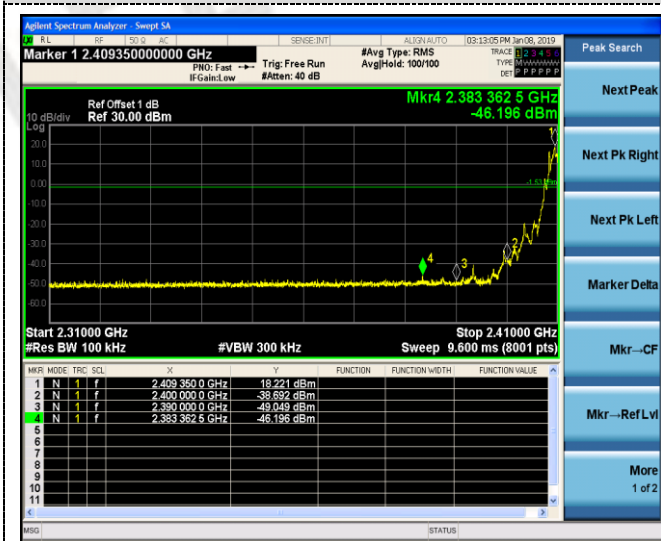 Agilent Spectrum Analyzer - Swept SA
RL RF 50 Ω AC SENSE:INT ALIGN AUTO 03:13:05 PM Jan 08, 2019
Marker 1 2.409350000000 GHz #Avg Type: RMS TRACE 1 2 3 4 5 6
PNO: Fast Trig: Free Run Avg|Hold: 100/100 TYPE M W W W W W
IFGain:Low #Atten: 40 dB DET P P P P P P
Peak Search
Next Peak
Next Pk Right
Next Pk Left
Marker Delta
Mkr→CF
Mkr→Ref Lvl
More
1 of 2
Mkr4 2.383 362 5 GHz
-46.196 dBm
Ref Offset 1 dB
10 dB/div Ref 30.00 dBm
Log
20.0
10.0
0.00
-10.0
-20.0
-30.0
-40.0
-50.0
-60.0
1
2
3
4
Start 2.31000 GHz Stop 2.41000 GHz
#Res BW 100 kHz #VBW 300 kHz Sweep 9.600 ms (8001 pts)
MKR MODE TRC SCL X Y FUNCTION FUNCTION WIDTH FUNCTION VALUE
1 N 1 f 2.409 350 0 GHz 18.221 dBm
2 N 1 f 2.400 000 0 GHz -38.692 dBm
3 N 1 f 2.390 000 0 GHz -49.049 dBm
4 N 1 f 2.383 362 5 GHz -46.196 dBm
5
6
7
8
9
10
11
MSG STATUS